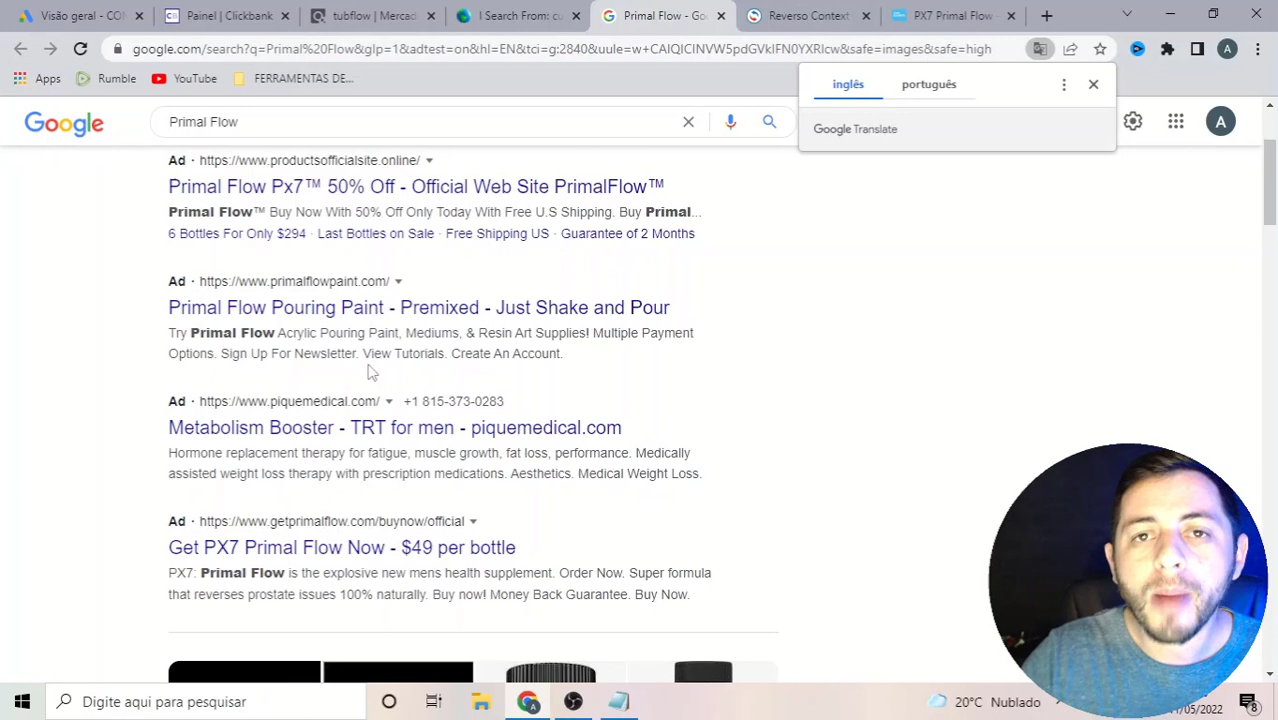 Visão geral - CO
Painel | Clickbank
tubflow | Mercad
I Search From: cu
Primal Flow - Go
Reverso Context
PX7 Primal Flow -
google.com/search?q=Primal%20Flow&glp=1&adtest=on&hl=EN&tci=g:2840&uule=w+CAIQICINVW5pdGVkIFN0YXRlcw&safe=images&safe=high
A
Apps
Rumble
YouTube
FERRAMENTAS DE...
inglês
português
Google Translate
Google
Primal Flow
A
Ad · https://www.productsofficialsite.online/
Primal Flow Px7™ 50% Off - Official Web Site PrimalFlow™
Primal Flow™ Buy Now With 50% Off Only Today With Free U.S Shipping. Buy Primal...
6 Bottles For Only $294 · Last Bottles on Sale · Free Shipping US · Guarantee of 2 Months
Ad · https://www.primalflowpaint.com/
Primal Flow Pouring Paint - Premixed - Just Shake and Pour
Try Primal Flow Acrylic Pouring Paint, Mediums, & Resin Art Supplies! Multiple Payment
Options. Sign Up For Newsletter. View Tutorials. Create An Account.
Ad · https://www.piquemedical.com/ +1 815-373-0283
Metabolism Booster - TRT for men - piquemedical.com
Hormone replacement therapy for fatigue, muscle growth, fat loss, performance. Medically
assisted weight loss therapy with prescription medications. Aesthetics. Medical Weight Loss.
Ad · https://www.getprimalflow.com/buynow/official
Get PX7 Primal Flow Now - $49 per bottle
PX7: Primal Flow is the explosive new mens health supplement. Order Now. Super formula
that reverses prostate issues 100% naturally. Buy now! Money Back Guarantee. Buy Now.
Digite aqui para pesquisar
20°C Nublado
/05/2022
8